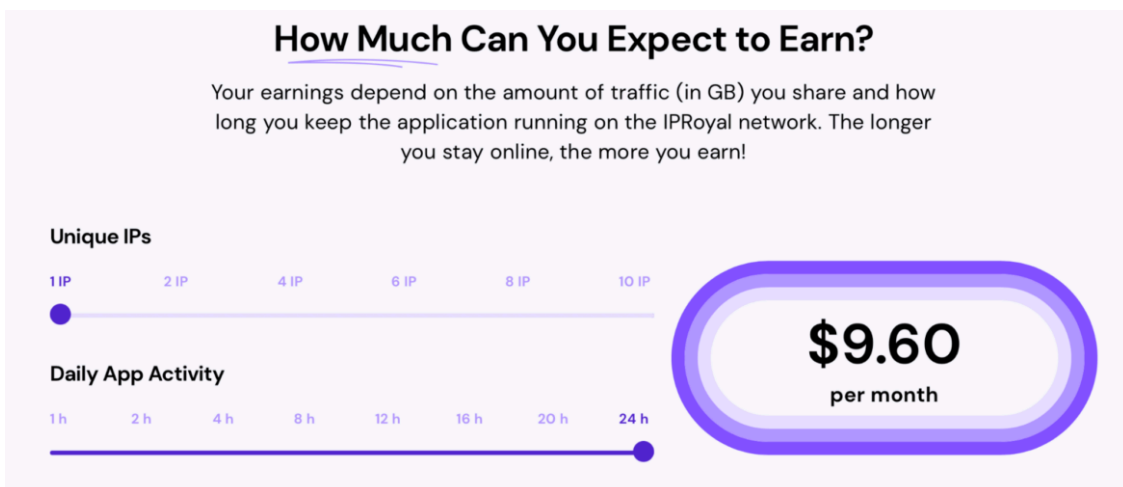 How Much Can You Expect to Earn?
Your earnings depend on the amount of traffic (in GB) you share and how
long you keep the application running on the IPRoyal network. The longer
you stay online, the more you earn!
Unique IPs
1 IP 2 IP 4 IP 6 IP 8 IP 10 IP
Daily App Activity
1 h 2 h 4 h 8 h 12 h 16 h 20 h 24 h
$9.60
per month